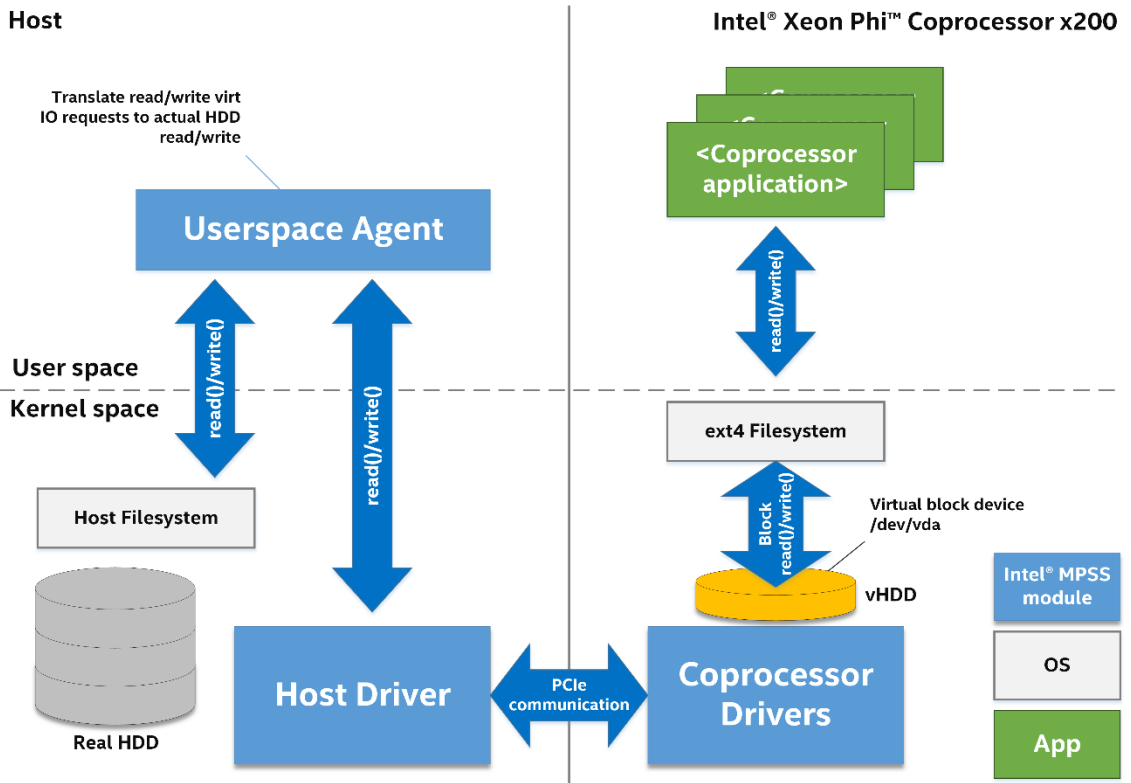 Host
Intel® Xeon Phi™ Coprocessor x200
Translate read/write virt
IO requests to actual HDD
read/write
<Coprocessor
application>
Userspace Agent
read()/write()
read()/write()
read()/write()
User space
Kernel space
ext4 Filesystem
Host Filesystem
Block
read()/write()
Virtual block device
/dev/vda
vHDD
Intel® MPSS
module
OS
App
Host Driver
PCIe
communication
Coprocessor
Drivers
Real HDD